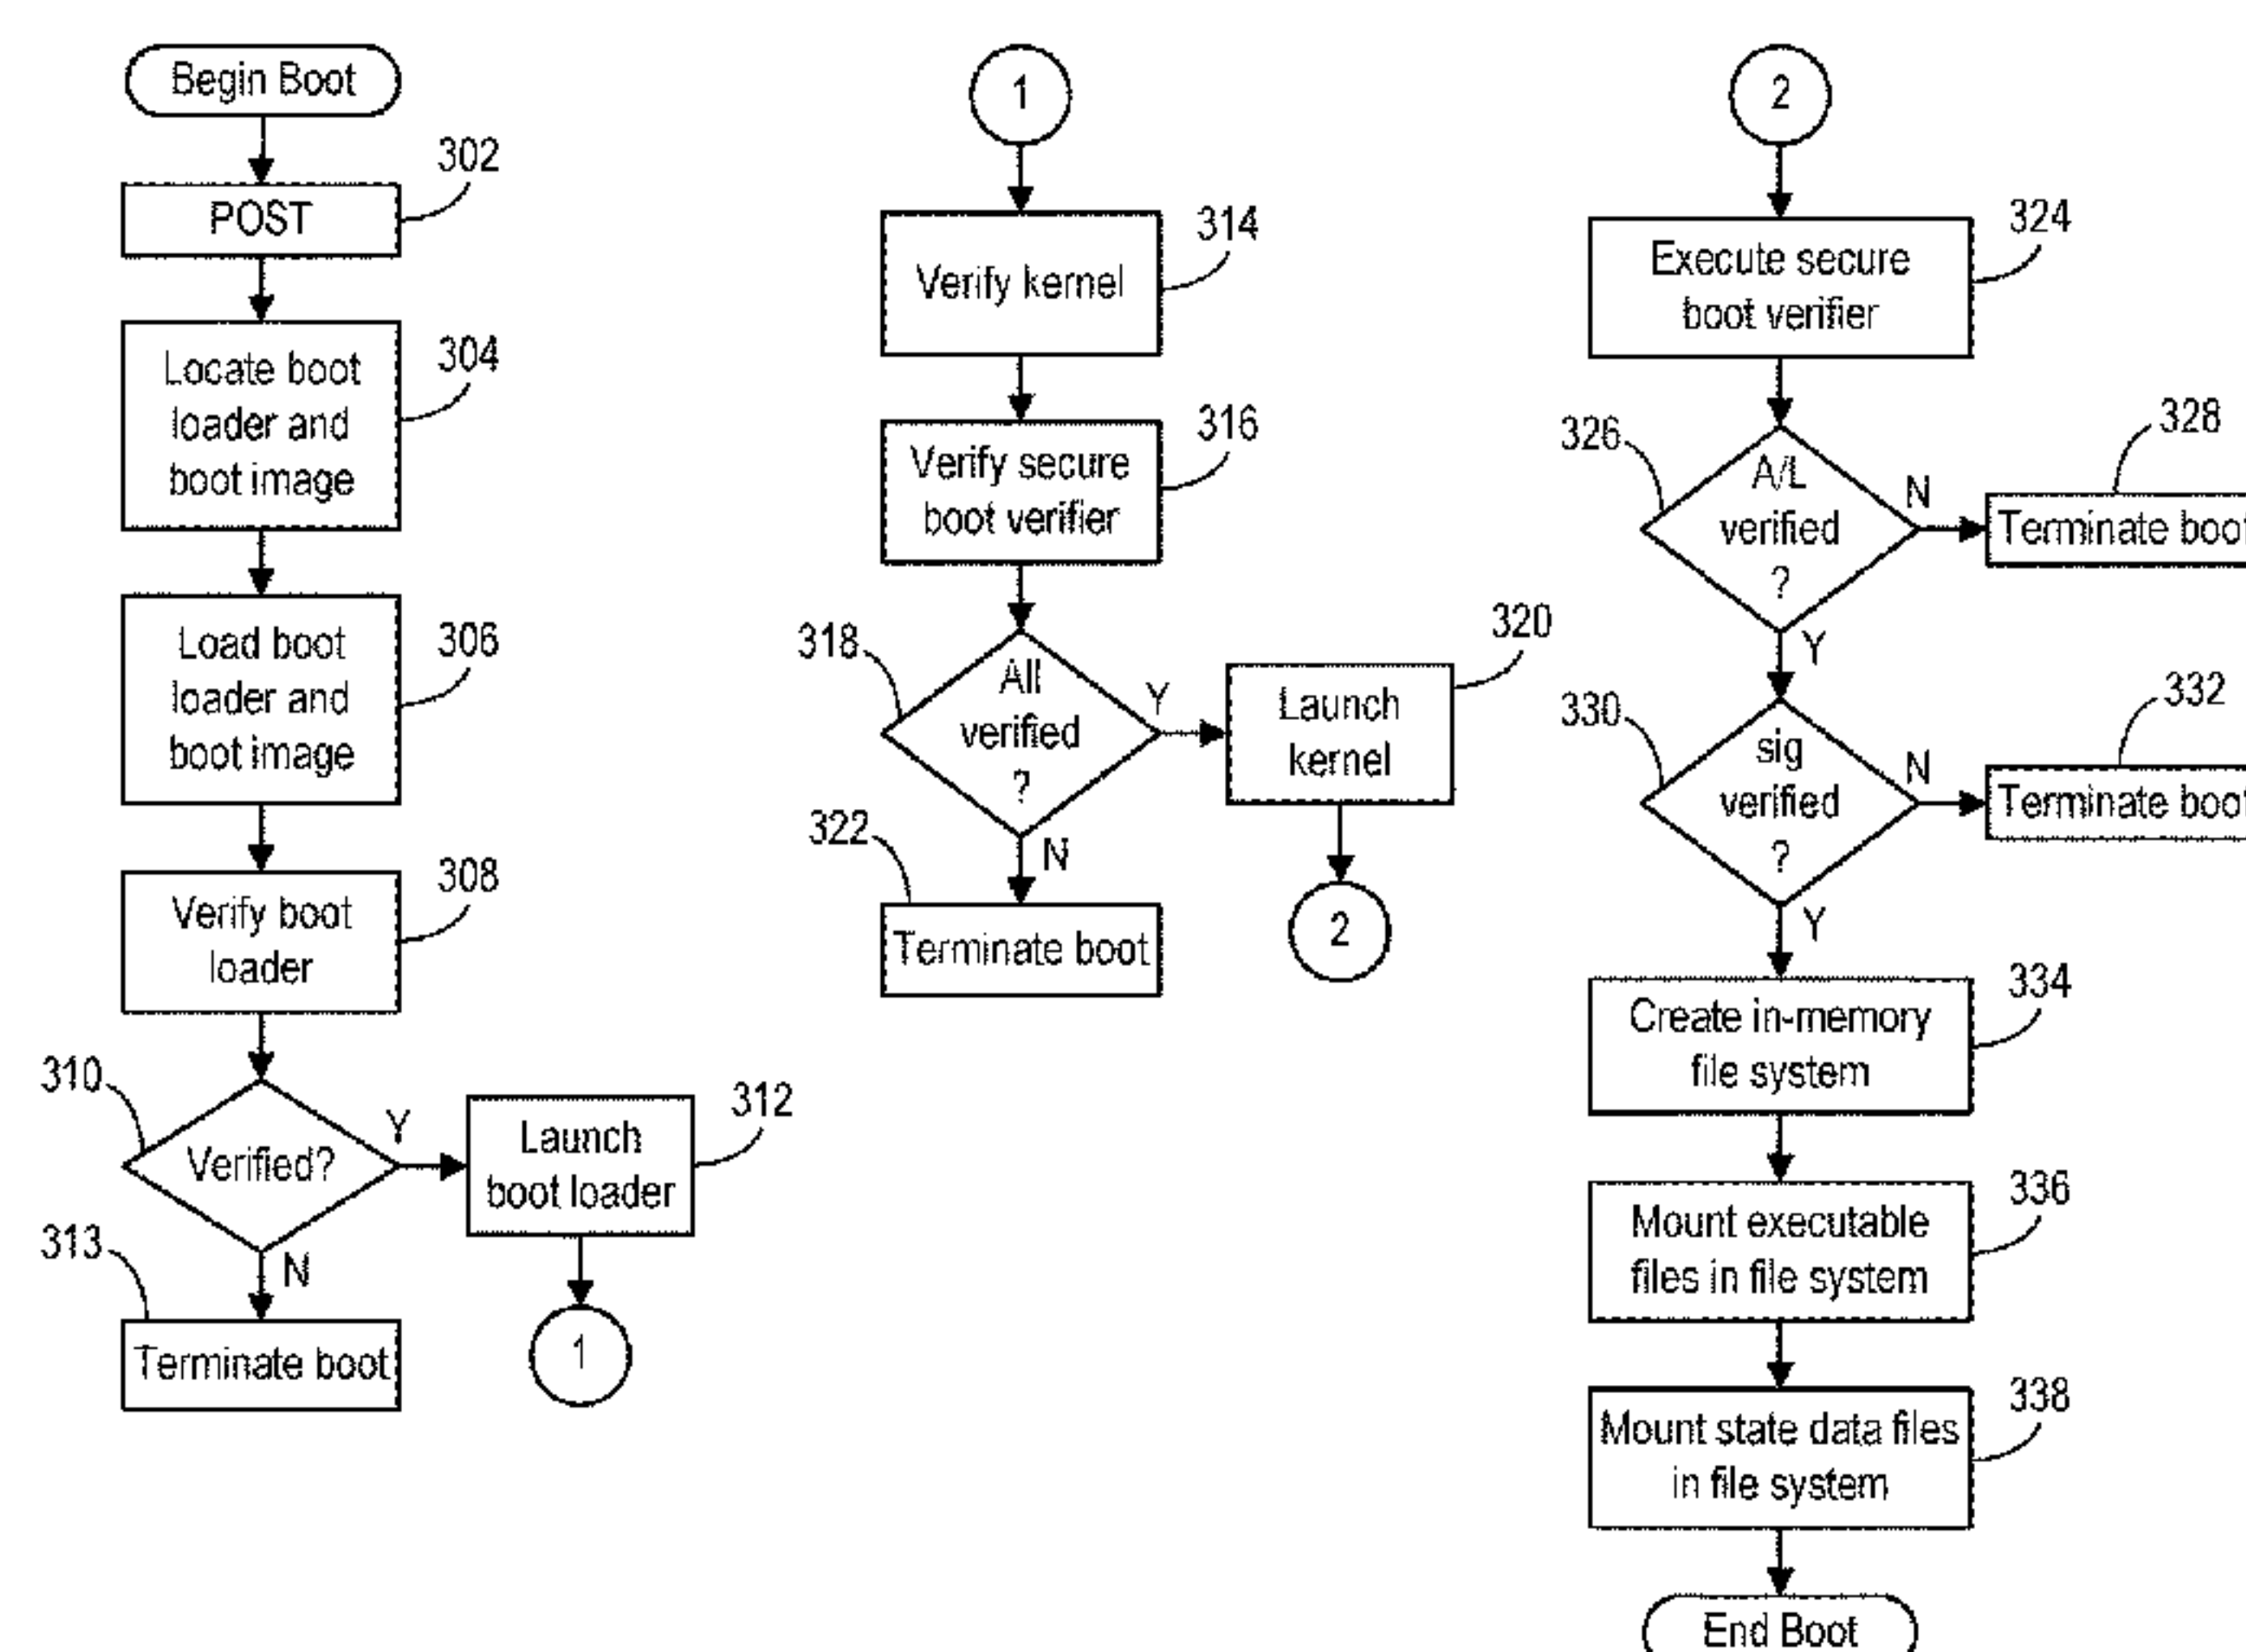 Begin Boot
302
POST
304
Locate boot
loader and
boot image
306
Load boot
loader and
boot image
308
Verify boot
loader
310
Verified?
Y
312
Launch
boot loader
1
N
313
Terminate boot
1
314
Verify kernel
316
Verify secure
boot verifier
318
All
verified
?
Y
320
Launch
kernel
2
N
322
Terminate boot
2
324
Execute secure
boot verifier
326
A/L
verified
?
N
328
Terminate boot
Y
330
sig
verified
?
N
332
Terminate boot
Y
334
Create in-memory
file system
336
Mount executable
files in file system
338
Mount state data files
in file system
End Boot